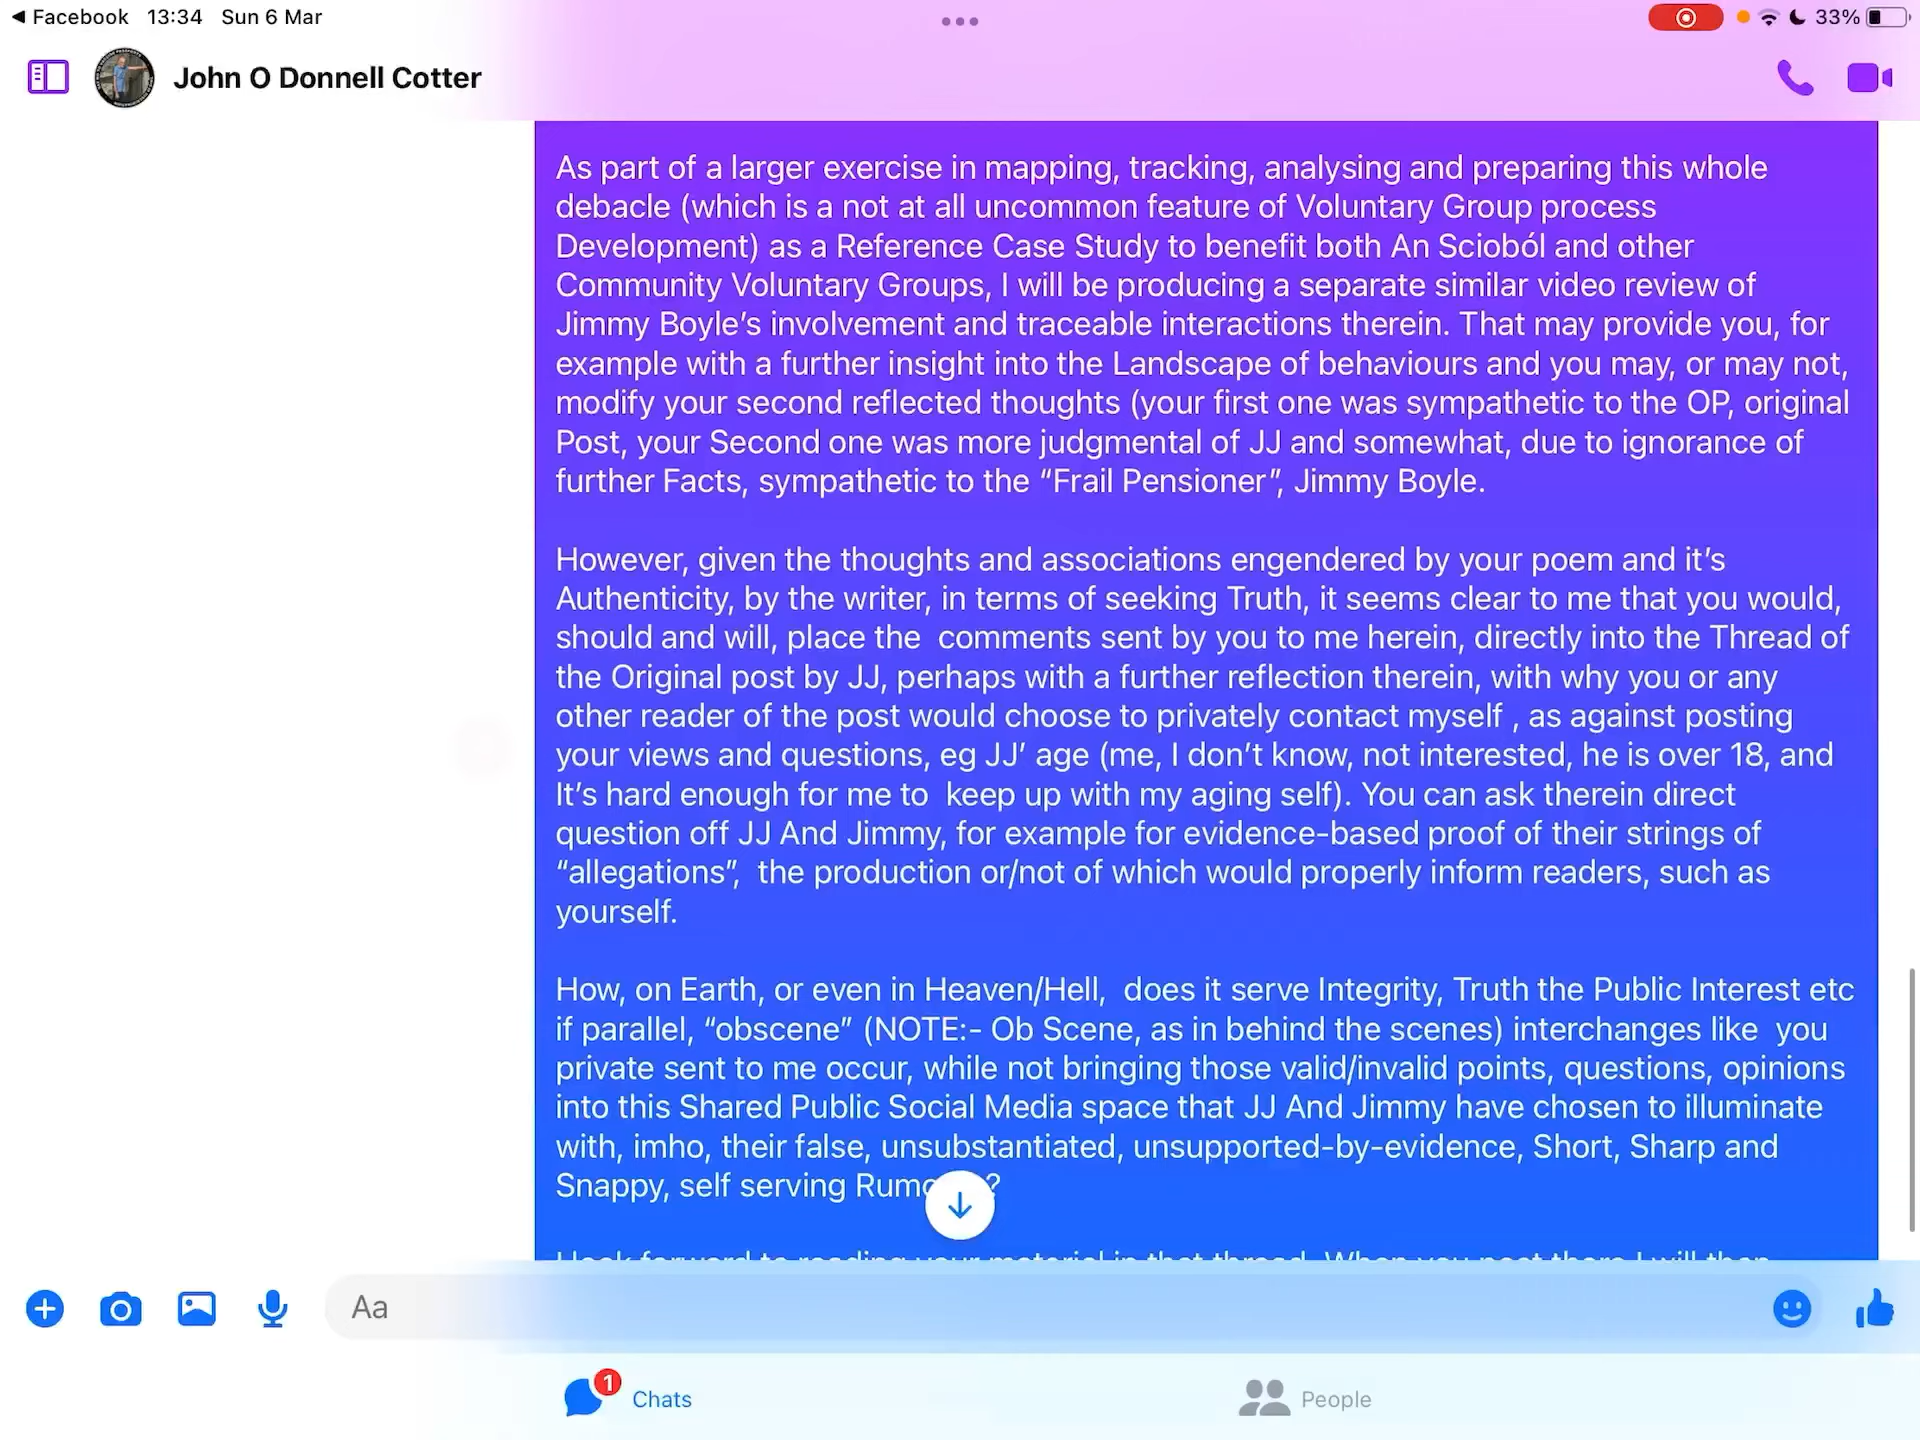 Facebook 13:34 Sun 6 Mar
33%
John O Donnell Cotter
As part of a larger exercise in mapping, tracking, analysing and preparing this whole
debacle (which is a not at all uncommon feature of Voluntary Group process
Development) as a Reference Case Study to benefit both An Scioból and other
Community Voluntary Groups, I will be producing a separate similar video review of
Jimmy Boyle’s involvement and traceable interactions therein. That may provide you, for
example with a further insight into the Landscape of behaviours and you may, or may not,
modify your second reflected thoughts (your first one was sympathetic to the OP, original
Post, your Second one was more judgmental of JJ and somewhat, due to ignorance of
further Facts, sympathetic to the “Frail Pensioner”, Jimmy Boyle.
However, given the thoughts and associations engendered by your poem and it’s
Authenticity, by the writer, in terms of seeking Truth, it seems clear to me that you would,
should and will, place the  comments sent by you to me herein, directly into the Thread of
the Original post by JJ, perhaps with a further reflection therein, with why you or any
other reader of the post would choose to privately contact myself , as against posting
your views and questions, eg JJ’ age (me, I don’t know, not interested, he is over 18, and
It’s hard enough for me to  keep up with my aging self). You can ask therein direct
question off JJ And Jimmy, for example for evidence-based proof of their strings of
“allegations”,  the production or/not of which would properly inform readers, such as
yourself.
How, on Earth, or even in Heaven/Hell,  does it serve Integrity, Truth the Public Interest etc
if parallel, “obscene” (NOTE:- Ob Scene, as in behind the scenes) interchanges like  you
private sent to me occur, while not bringing those valid/invalid points, questions, opinions
into this Shared Public Social Media space that JJ And Jimmy have chosen to illuminate
with, imho, their false, unsubstantiated, unsupported-by-evidence, Short, Sharp and
Snappy, self serving ?
I look forward to reading your material in that thread. When you post there I will then
Aa
1
Chats
People